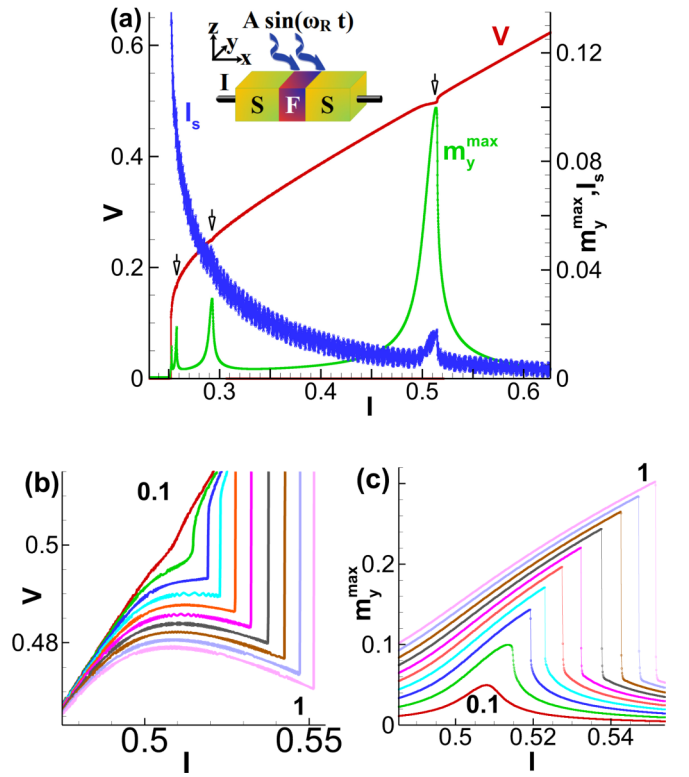 (a)
A sin(ω_R t)
z
y
x
I
S F S
V
I_s
m_y^max
V
0.6
0.4
0.2
0
0.12
0.08
0.04
0
m_y^max, I_s
0.3 0.4 0.5 0.6
I
(b)
0.1
V
0.5
0.48
1
0.5 0.55
I
(c)
1
m_y^max
0.2
0.1
0
0.1
0.5 0.52 0.54
I